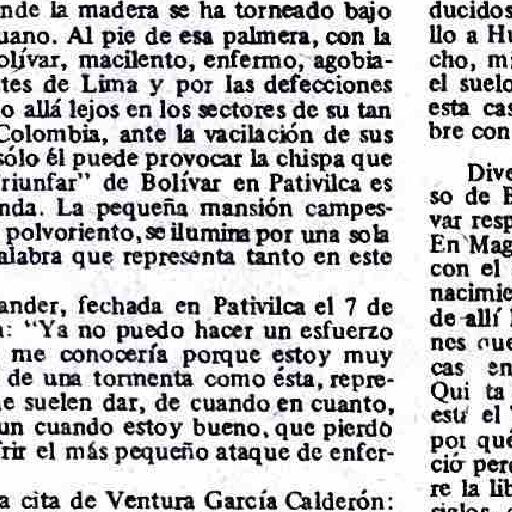 nde la madera se ha torneado bajo
uano. Al pie de esa palmera, con la
olívar, macilento, enfermo, agobia-
tes de Lima y por las defecciones
o allá lejos en los sectores de su tan
Colombia, ante la vacilación de sus
sólo él puede provocar la chispa que
riunfar" de Bolívar en Pativilca es
nda. La pequeña mansión campes-
polvoriento, se ilumina por una sola
alabra que representa tanto en este
ander, fechada en Pativilca el 7 de
a: "Ya no puedo hacer un esfuerzo
me conocería porque estoy muy
de una tormenta como ésta, repre-
e suelen dar, de cuando en cuanto,
un cuando estoy bueno, que pierdo
frir el más pequeño ataque de enfer-
a cita de Ventura García Calderón:
ducidos
llo a Hu
cho, mi
el suelo
esta cas
bre con
Dive
so de B
var resp
En Mag
con el
nacimie
de allí
nes que
cas en
Qui ta
est el
por qué
ció pero
re la lib